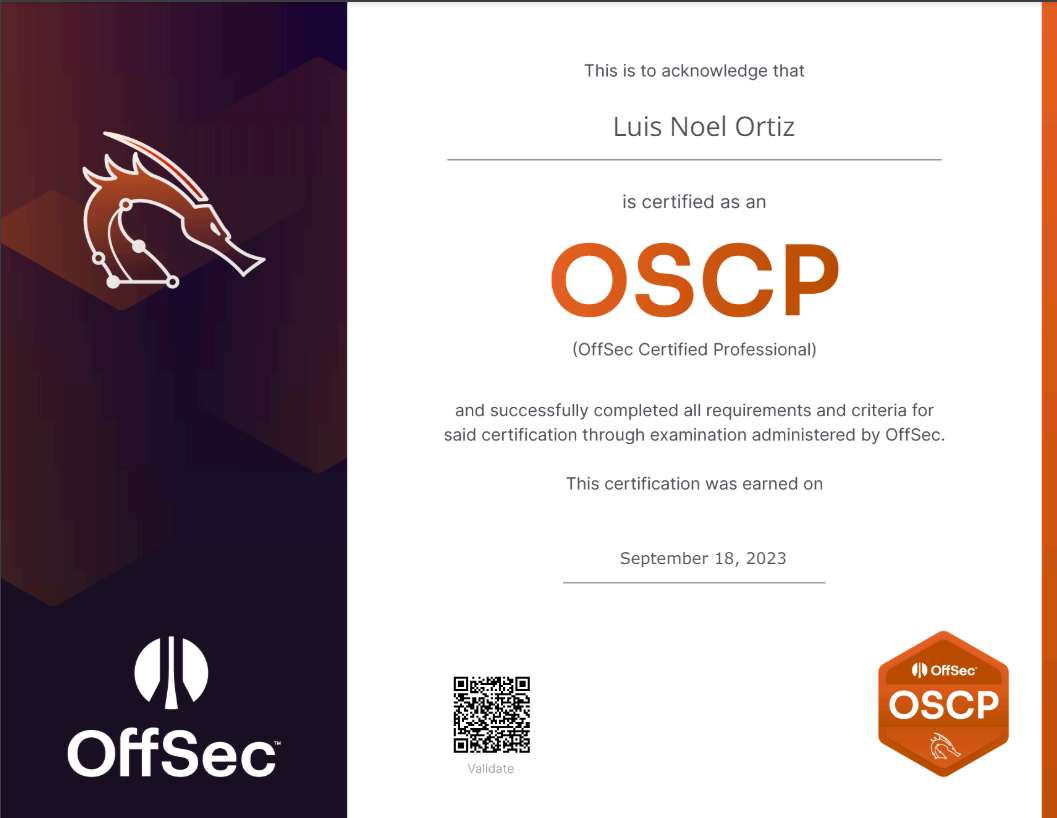 This is to acknowledge that
Luis Noel Ortiz
is certified as an
OSCP
(OffSec Certified Professional)
and successfully completed all requirements and criteria for
said certification through examination administered by OffSec.
This certification was earned on
September 18, 2023
OffSec™
Validate
OffSec
OSCP